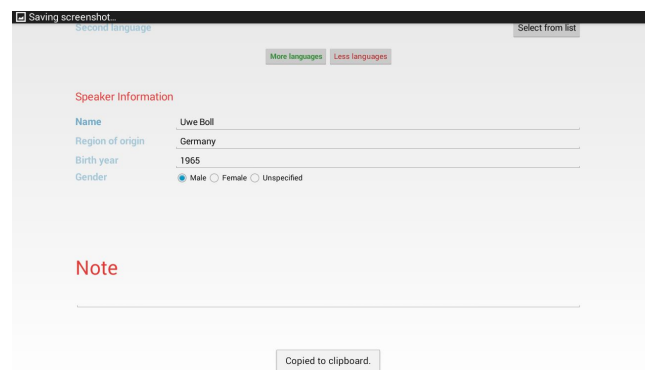 Saving screenshot...
Second language Select from list
More languages Less languages
Speaker Information
Name Uwe Boll
Region of origin Germany
Birth year 1965
Gender Male Female Unspecified
Note
Copied to clipboard.